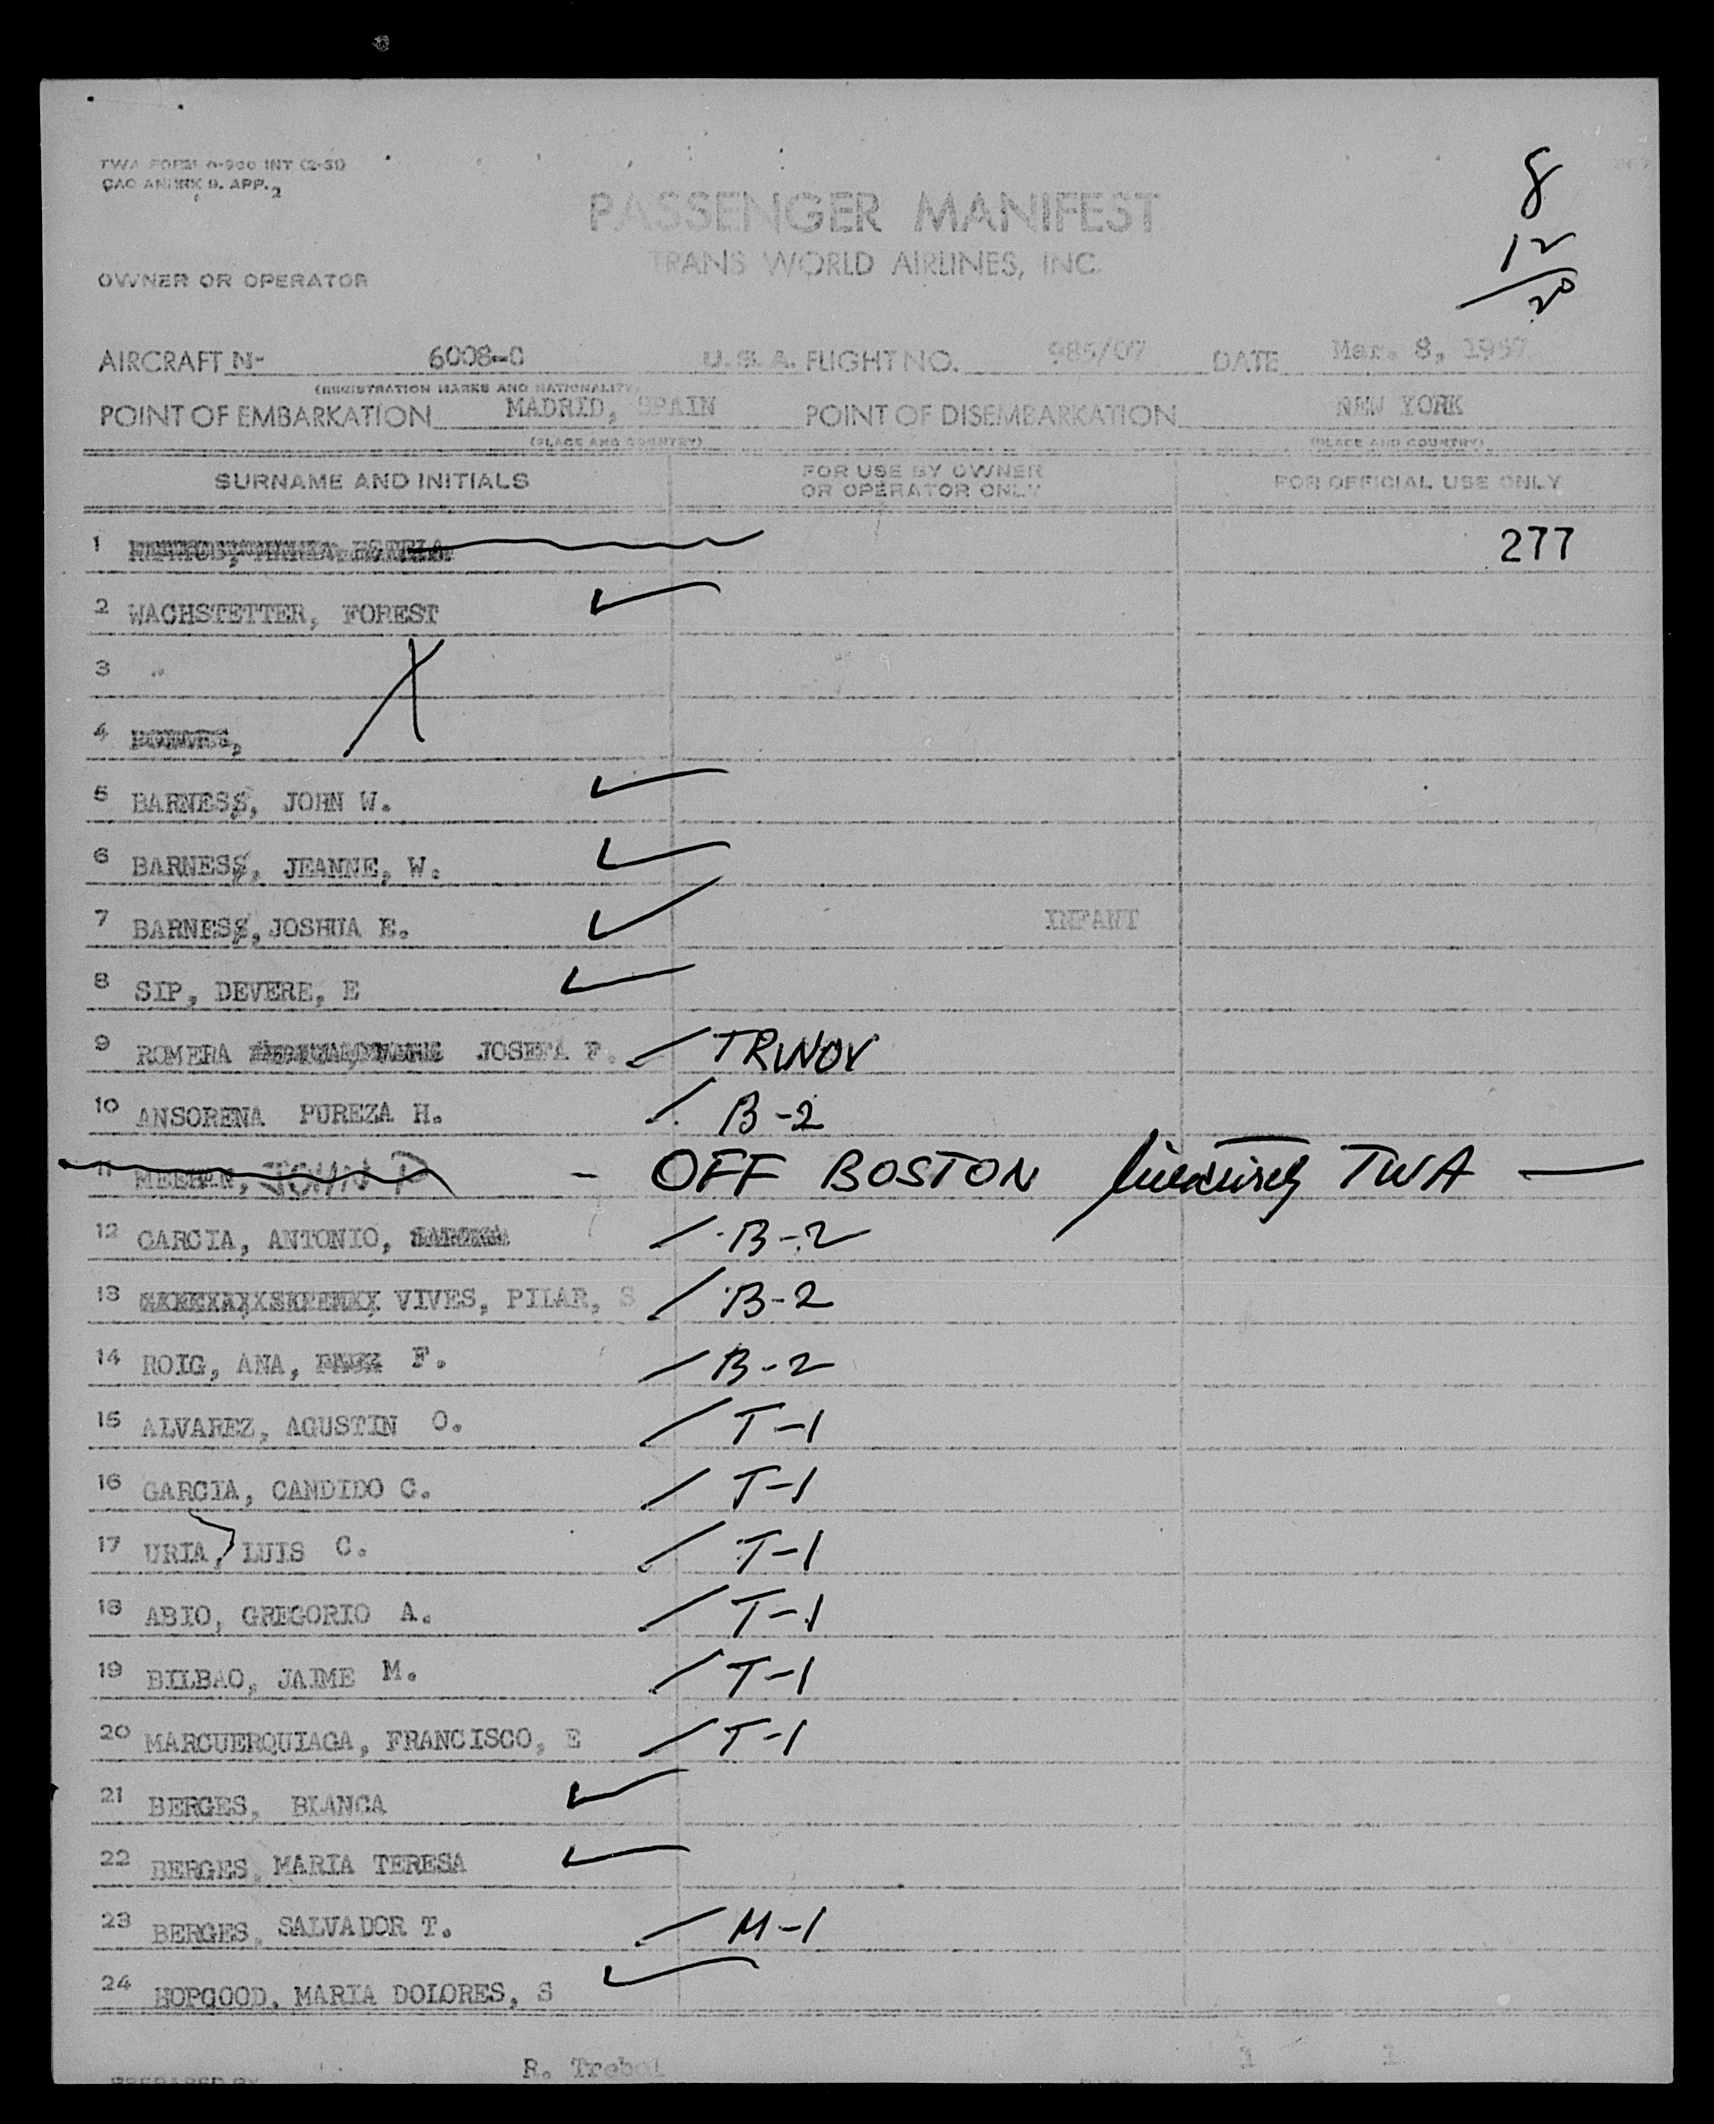 TWA FORM O-900 INT (2-51)
ANNEX 9. APP. 2
8
12
20
PASSENGER MANIFEST
TRANS WORLD AIRLINES, INC.
OWNER OR OPERATOR
AIRCRAFT N- 6008-C U. S. A. FLIGHT NO. 985/07 DATE Mar. 8, 1957
(REGISTRATION MARKS AND NATIONALITY)
POINT OF EMBARKATION MADRID, SPAIN POINT OF DISEMBARKATION NEW YORK
(PLACE AND COUNTRY) (PLACE AND COUNTRY)
SURNAME AND INITIALS FOR USE BY OWNER OR OPERATOR ONLY FOR OFFICIAL USE ONLY
1 277
2 WACHSTETTER, FOREST
3
4
5 BARNESS, JOHN W.
6 BARNESS, JEANNE, W.
7 BARNESS, JOSHUA E. INFANT
8 SIP, DEVERE, E
9 ROMERA JOSEFA F.
10 ANSORENA PUREZA H. B-2
11 MEEHAN, JOHN P - OFF BOSTON TWA —
12 GARCIA, ANTONIO, B-2
13 VIVES, PILAR, S B-2
14 ROIG, ANA, F. B-2
15 ALVAREZ, AGUSTIN O. T-1
16 GARCIA, CANDIDO C. T-1
17 URIA, LUIS C. T-1
18 ABIO, GREGORIO A. T-1
19 BILBAO, JAIME M. T-1
20 MARCUERQUIAGA, FRANCISCO, E T-1
21 BERGES, BLANCA
22 BERGES, MARIA TERESA
23 BERGES, SALVADOR T. M-1
24 HOPGOOD, MARIA DOLORES, S
R. Trebol 1 1
PREPARED BY